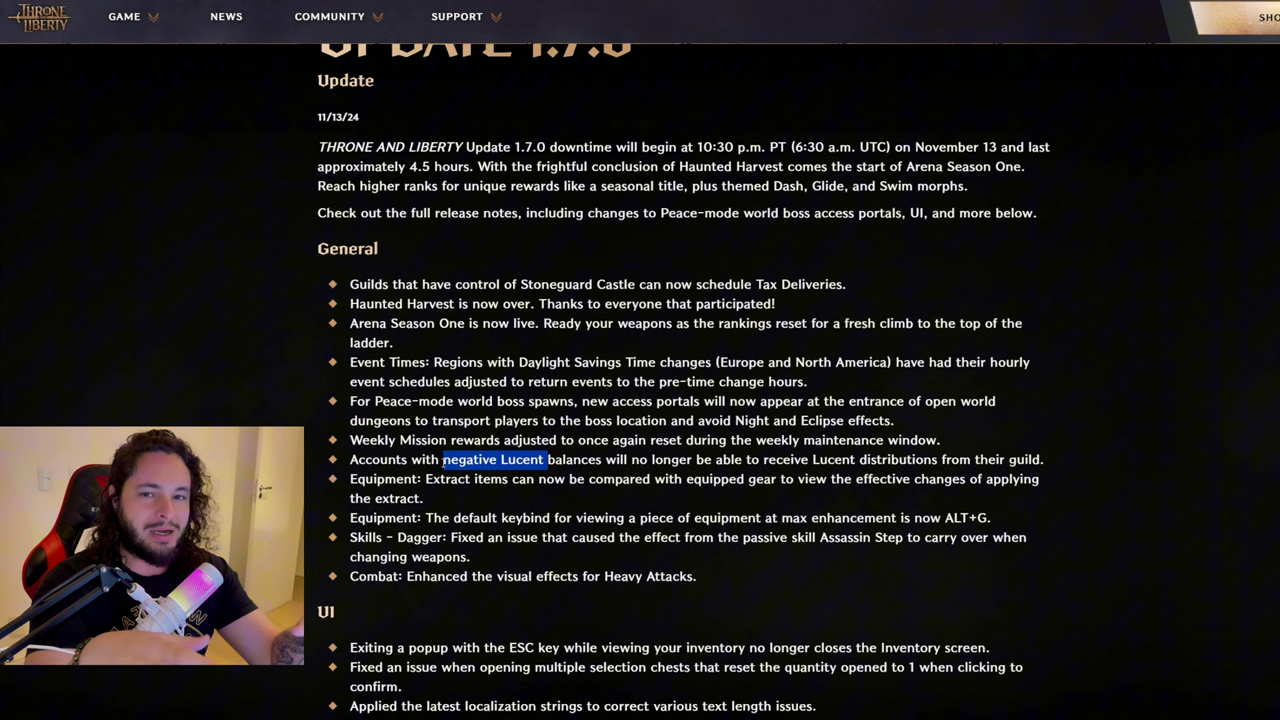 THRONE
LIBERTY
GAME
NEWS
COMMUNITY
SUPPORT
SHO
UPDATE 1.7.0
Update
11/13/24
THRONE AND LIBERTY Update 1.7.0 downtime will begin at 10:30 p.m. PT (6:30 a.m. UTC) on November 13 and last
approximately 4.5 hours. With the frightful conclusion of Haunted Harvest comes the start of Arena Season One.
Reach higher ranks for unique rewards like a seasonal title, plus themed Dash, Glide, and Swim morphs.
Check out the full release notes, including changes to Peace-mode world boss access portals, UI, and more below.
General
Guilds that have control of Stoneguard Castle can now schedule Tax Deliveries.
Haunted Harvest is now over. Thanks to everyone that participated!
Arena Season One is now live. Ready your weapons as the rankings reset for a fresh climb to the top of the
ladder.
Event Times: Regions with Daylight Savings Time changes (Europe and North America) have had their hourly
event schedules adjusted to return events to the pre-time change hours.
For Peace-mode world boss spawns, new access portals will now appear at the entrance of open world
dungeons to transport players to the boss location and avoid Night and Eclipse effects.
Weekly Mission rewards adjusted to once again reset during the weekly maintenance window.
Accounts with negative Lucent balances will no longer be able to receive Lucent distributions from their guild.
Equipment: Extract items can now be compared with equipped gear to view the effective changes of applying
the extract.
Equipment: The default keybind for viewing a piece of equipment at max enhancement is now ALT+G.
Skills - Dagger: Fixed an issue that caused the effect from the passive skill Assassin Step to carry over when
changing weapons.
Combat: Enhanced the visual effects for Heavy Attacks.
UI
Exiting a popup with the ESC key while viewing your inventory no longer closes the Inventory screen.
Fixed an issue when opening multiple selection chests that reset the quantity opened to 1 when clicking to
confirm.
Applied the latest localization strings to correct various text length issues.